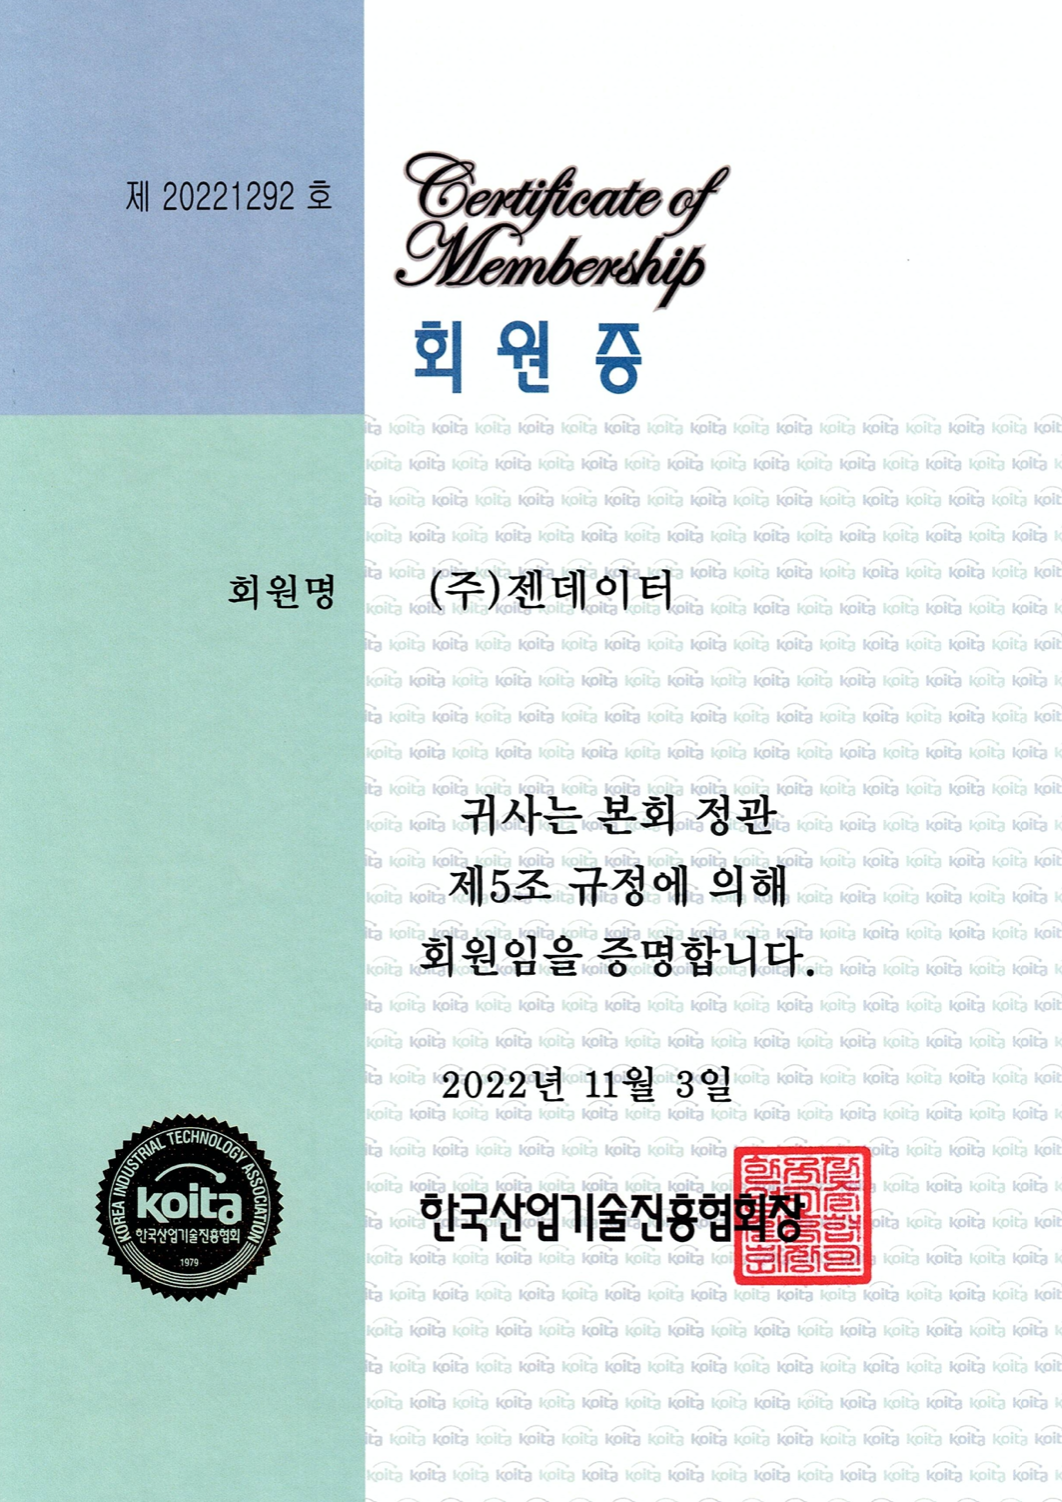 제 20221292 호
Certificate of
Membership
회원증
회원명 (주)젠데이터
귀사는 본회 정관
제5조 규정에 의해
회원임을 증명합니다.
2022년 11월 3일
한국산업기술진흥협회장
KOREA INDUSTRIAL TECHNOLOGY ASSOCIATION
koita
한국산업기술진흥협회
1979